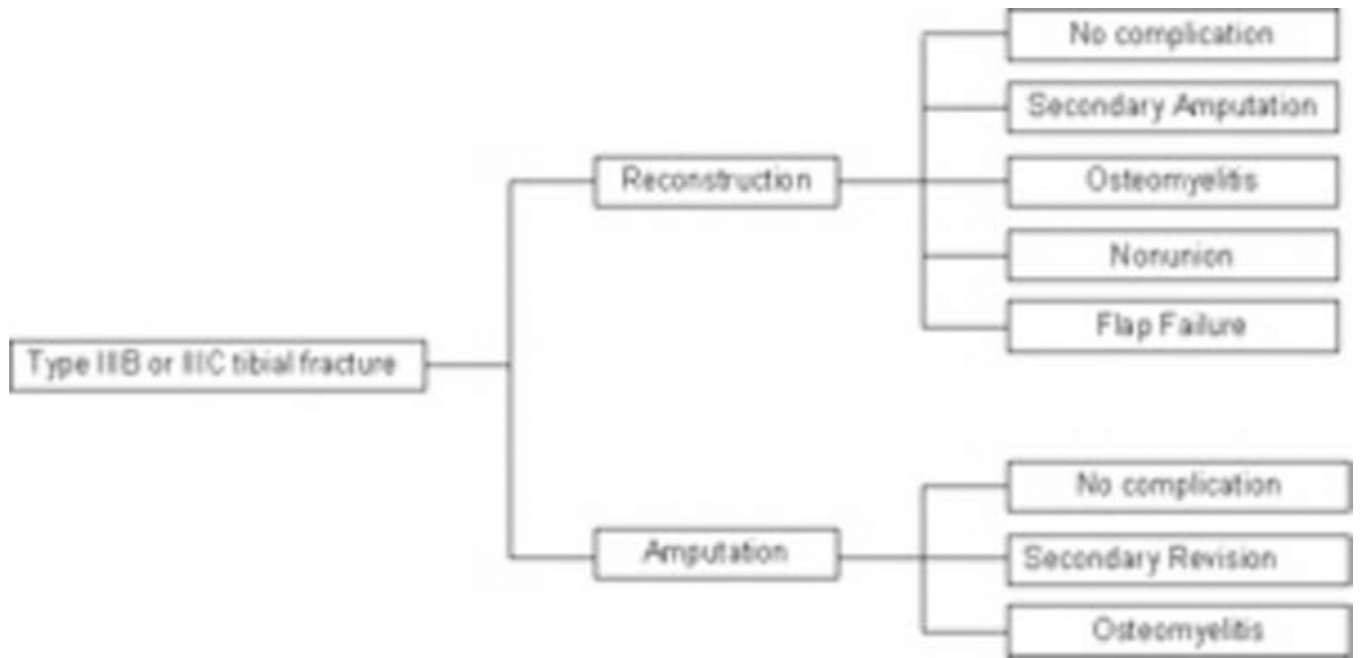 No complication
Secondary Amputation
Reconstruction
Osteomyelitis
Nonunion
Flap Failure
Type IIIB or IIIC tibial fracture
No complication
Amputation
Secondary Revision
Osteomyelitis